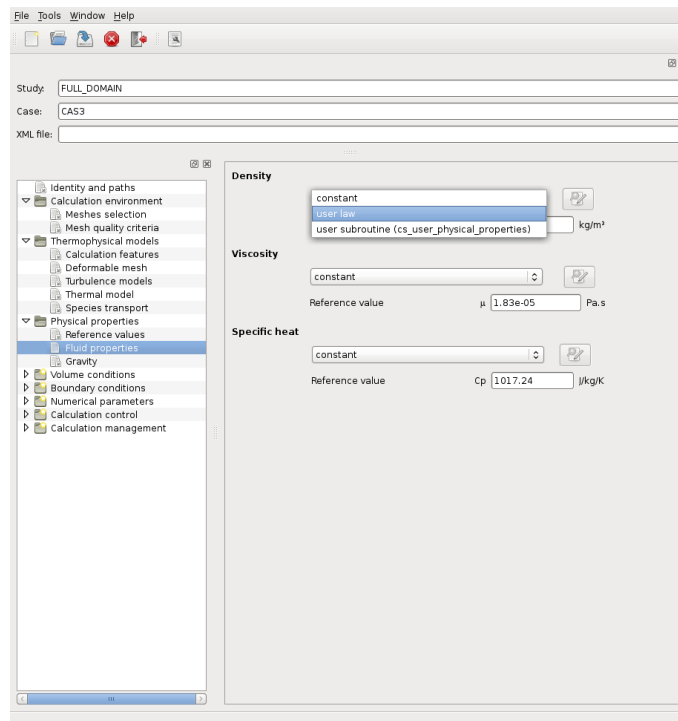 File Tools Window Help
Study: FULL_DOMAIN
Case: CAS3
XML file:
Identity and paths
Calculation environment
Meshes selection
Mesh quality criteria
Thermophysical models
Calculation features
Deformable mesh
Turbulence models
Thermal model
Species transport
Physical properties
Reference values
Fluid properties
Gravity
Volume conditions
Boundary conditions
Numerical parameters
Calculation control
Calculation management
Density
constant
user law
user subroutine (cs_user_physical_properties)
kg/m³
Viscosity
constant
Reference value μ 1.83e-05 Pa.s
Specific heat
constant
Reference value Cp 1017.24 J/kg/K